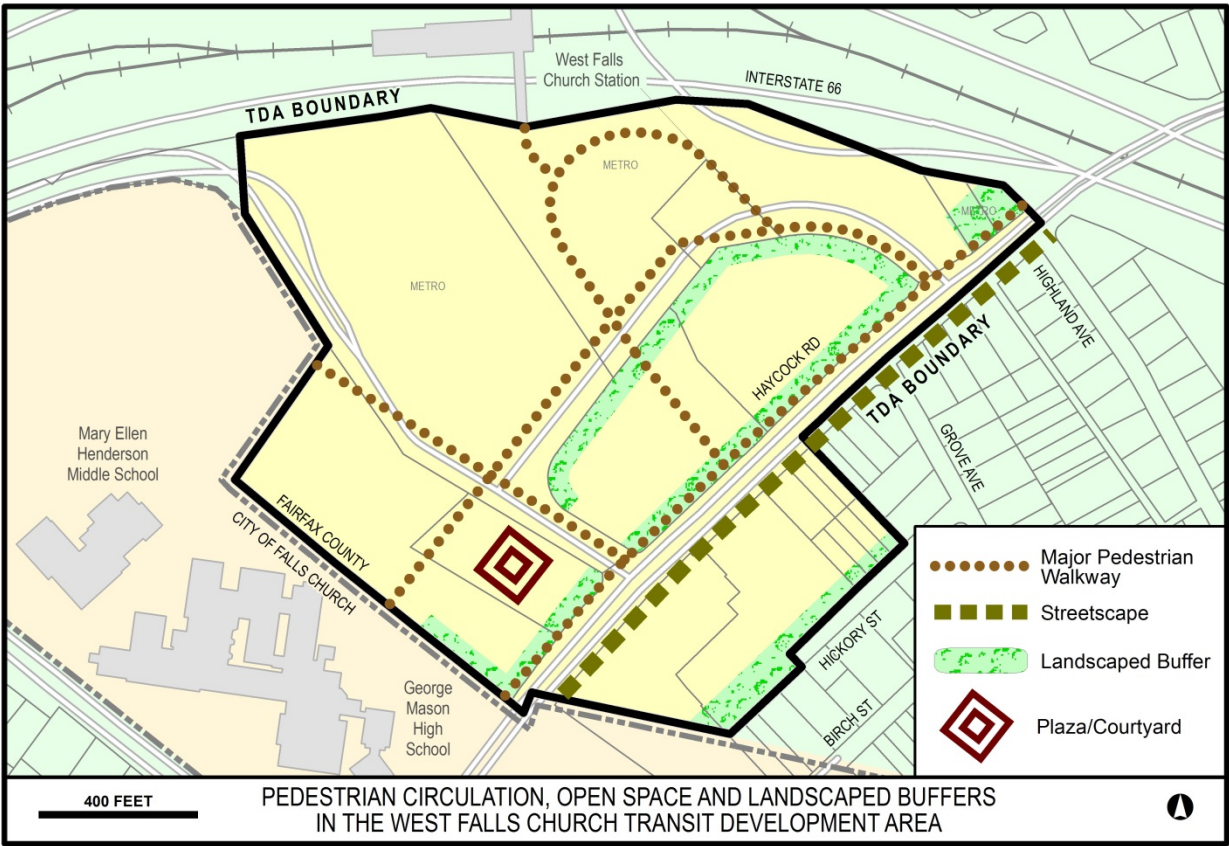 West Falls
Church Station
INTERSTATE 66
TDA BOUNDARY
METRO
METRO
METRO
HIGHLAND AVE
HAYCOCK RD
TDA BOUNDARY
GROVE AVE
Mary Ellen
Henderson
Middle School
FAIRFAX COUNTY
CITY OF FALLS CHURCH
HICKORY ST
BIRCH ST
George
Mason
High
School
Major Pedestrian
Walkway
Streetscape
Landscaped Buffer
Plaza/Courtyard
400 FEET
PEDESTRIAN CIRCULATION, OPEN SPACE AND LANDSCAPED BUFFERS
IN THE WEST FALLS CHURCH TRANSIT DEVELOPMENT AREA